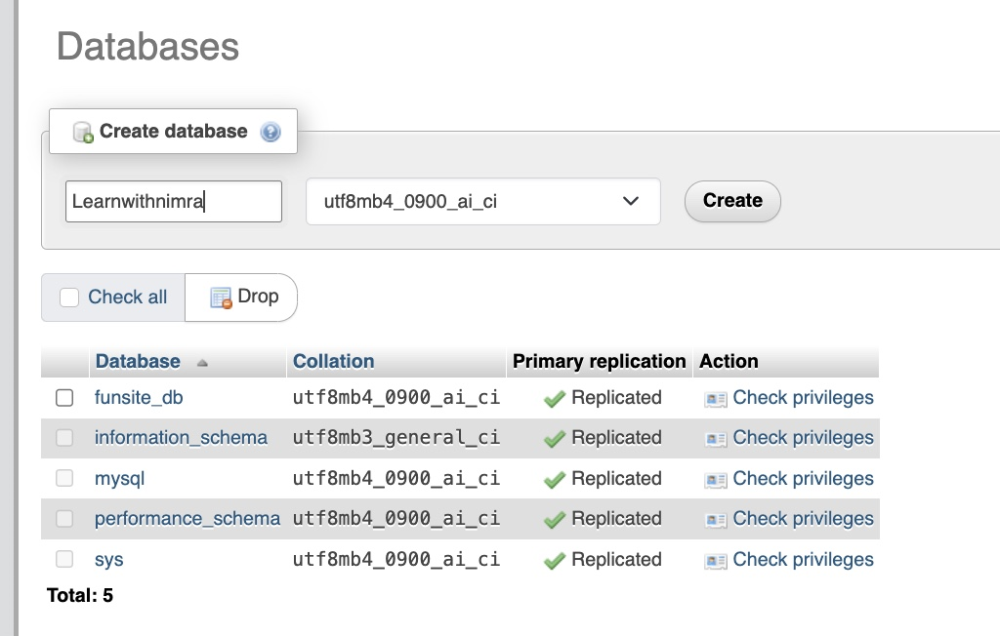 Databases
Create database
Learnwithnimra utf8mb4_0900_ai_ci Create
Check all Drop
Database Collation Primary replication Action
funsite_db utf8mb4_0900_ai_ci Replicated Check privileges
information_schema utf8mb3_general_ci Replicated Check privileges
mysql utf8mb4_0900_ai_ci Replicated Check privileges
performance_schema utf8mb4_0900_ai_ci Replicated Check privileges
sys utf8mb4_0900_ai_ci Replicated Check privileges
Total: 5